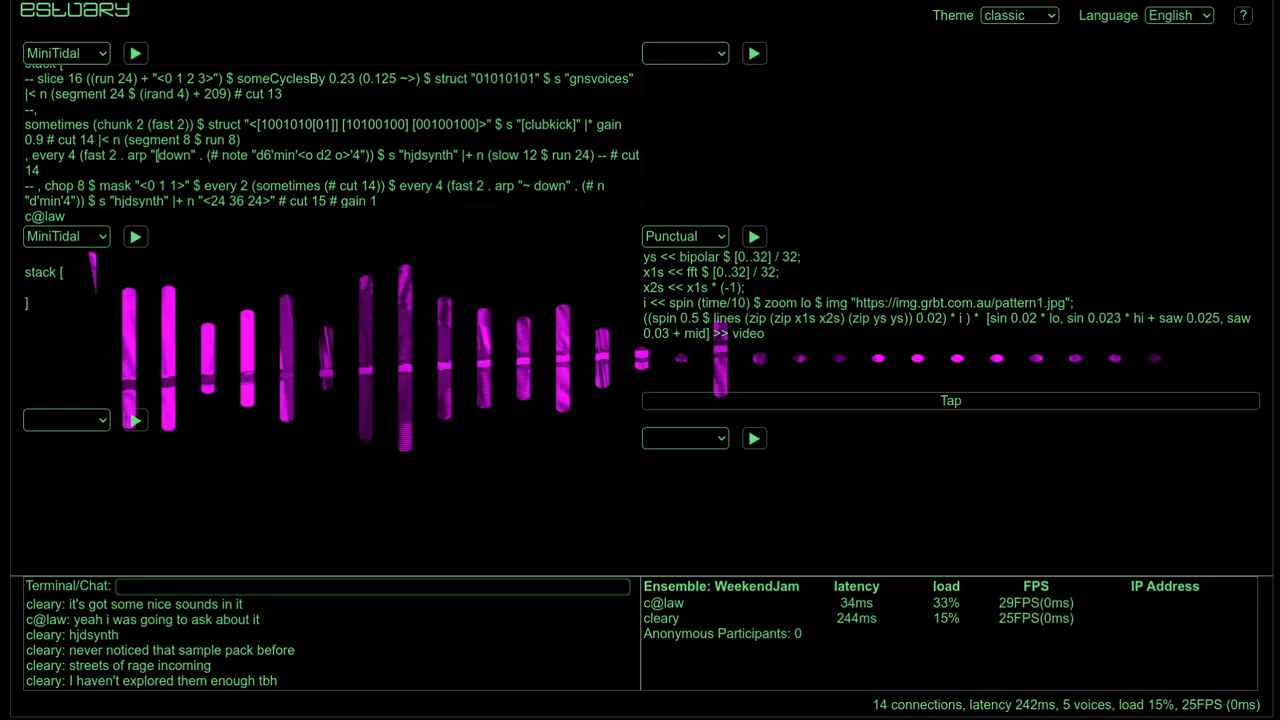 estuary
Theme classic Language English ?
MiniTidal
stack [
-- slice 16 ((run 24) + "<0 1 2 3>") $ someCyclesBy 0.23 (0.125 ~>) $ struct "01010101" $ s "gnsvoices"
|< n (segment 24 $ (irand 4) + 209) # cut 13
--,
sometimes (chunk 2 (fast 2)) $ struct "<[1001010[01]] [10100100] [00100100]>" $ s "[clubkick]" |* gain
0.9 # cut 14 |< n (segment 8 $ run 8)
, every 4 (fast 2 . arp "[down" . (# note "d6'min'<o d2 o>'4")) $ s "hjdsynth" |+ n (slow 12 $ run 24) -- # cut
14
-- , chop 8 $ mask "<0 1 1>" $ every 2 (sometimes (# cut 14)) $ every 4 (fast 2 . arp "~ down" . (# n
"d'min'4")) $ s "hjdsynth" |+ n "<24 36 24>" # cut 15 # gain 1
c@law
MiniTidal
stack [
]
Punctual
ys << bipolar $ [0..32] / 32;
x1s << fft $ [0..32] / 32;
x2s << x1s * (-1);
i << spin (time/10) $ zoom lo $ img "https://img.grbt.com.au/pattern1.jpg";
((spin 0.5 $ lines (zip (zip x1s x2s) (zip ys ys)) 0.02) * i ) * [sin 0.02 * lo, sin 0.023 * hi + saw 0.025, saw
0.03 + mid] >> video
Tap
Terminal/Chat:
cleary: it's got some nice sounds in it
c@law: yeah i was going to ask about it
cleary: hjdsynth
cleary: never noticed that sample pack before
cleary: streets of rage incoming
cleary: I haven't explored them enough tbh
Ensemble: WeekendJam latency load FPS IP Address
c@law 34ms 33% 29FPS(0ms)
cleary 244ms 15% 25FPS(0ms)
Anonymous Participants: 0
14 connections, latency 242ms, 5 voices, load 15%, 25FPS (0ms)